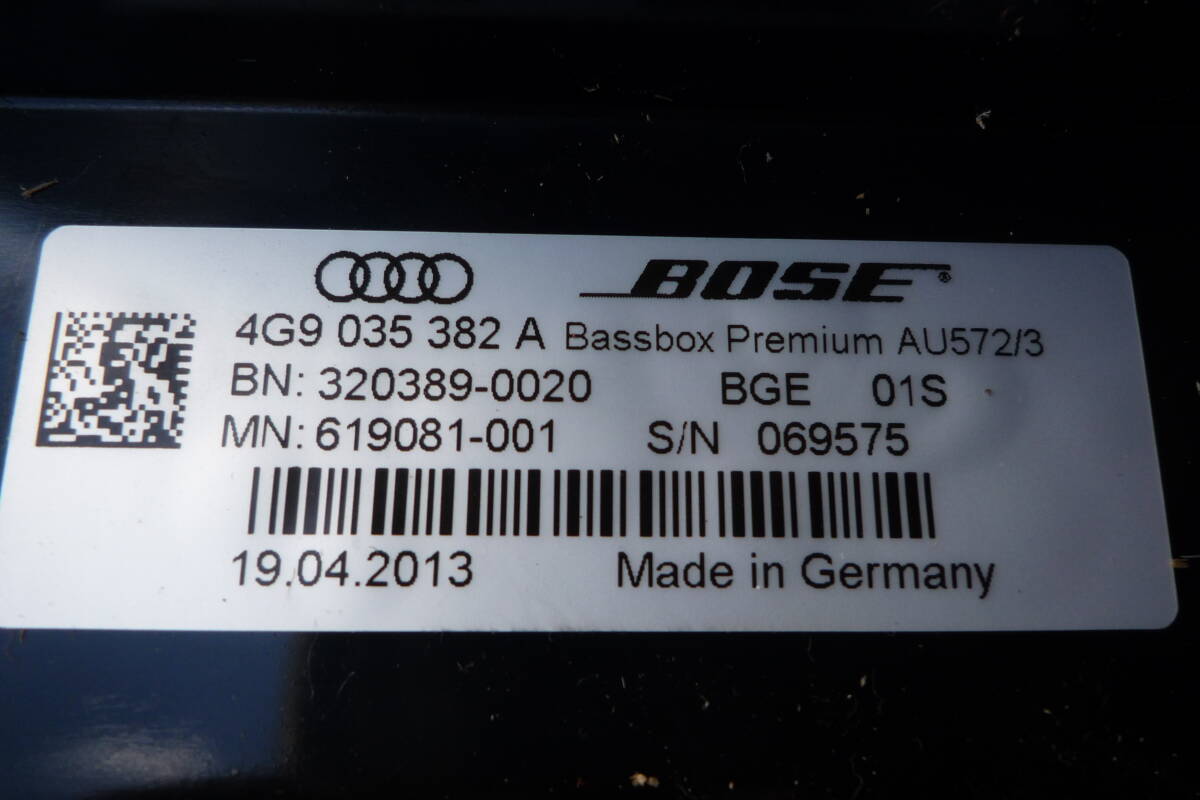 BOSE®
4G9 035 382 A Bassbox Premium AU572/3
BN: 320389-0020 BGE 01S
MN: 619081-001 S/N 069575
19.04.2013 Made in Germany